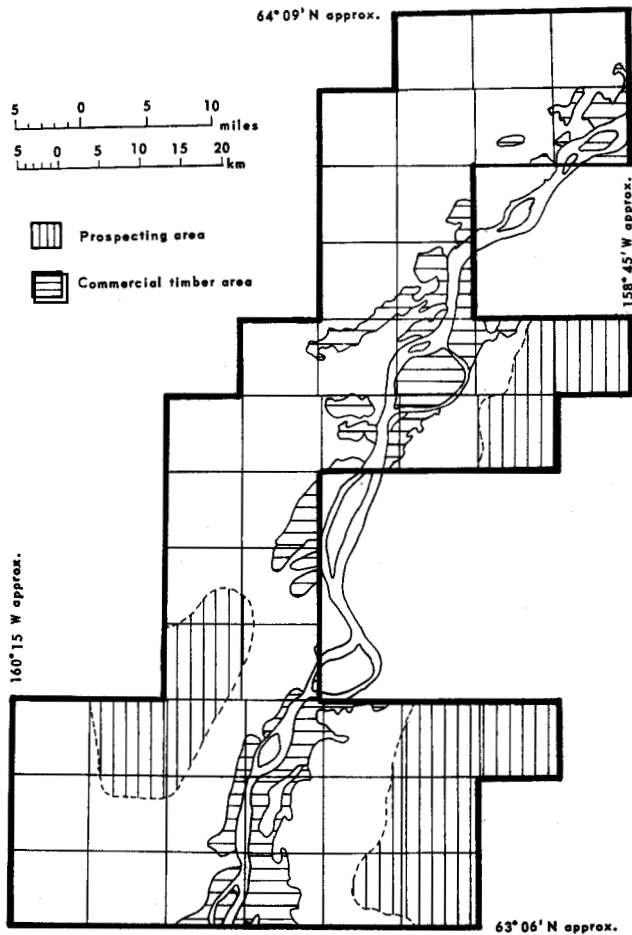 64° 09' N approx.
5 0 5 10
miles
5 0 5 10 15 20
km
Prospecting area
Commercial timber area
158° 45' W approx.
160° 15 W approx.
63° 06' N approx.